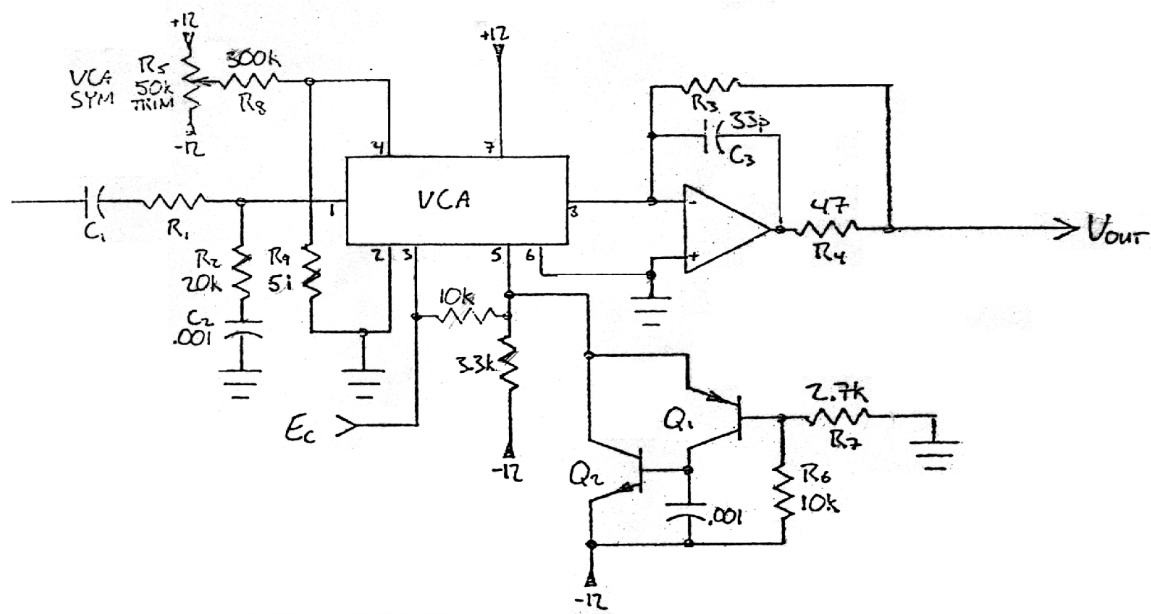 +12
+12
VCA
SYM
R5
50k
TRIM
300k
R8
-12
4
7
VCA
1
3
2
3
5
6
C1
R1
R2
20k
C2
.001
R9
51
10k
3.3k
-12
EC
R3
33p
C3
-
+
47
R4
VOUT
Q1
2.7k
R7
Q2
.001
R6
10k
-12